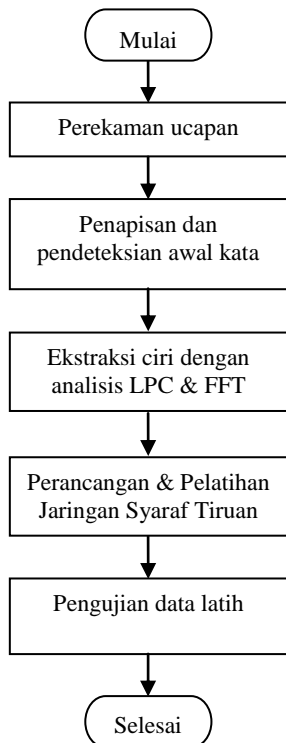 Mulai
Perekaman ucapan
Penapisan dan
pendeteksian awal kata
Ekstraksi ciri dengan
analisis LPC & FFT
Perancangan & Pelatihan
Jaringan Syaraf Tiruan
Pengujian data latih
Selesai